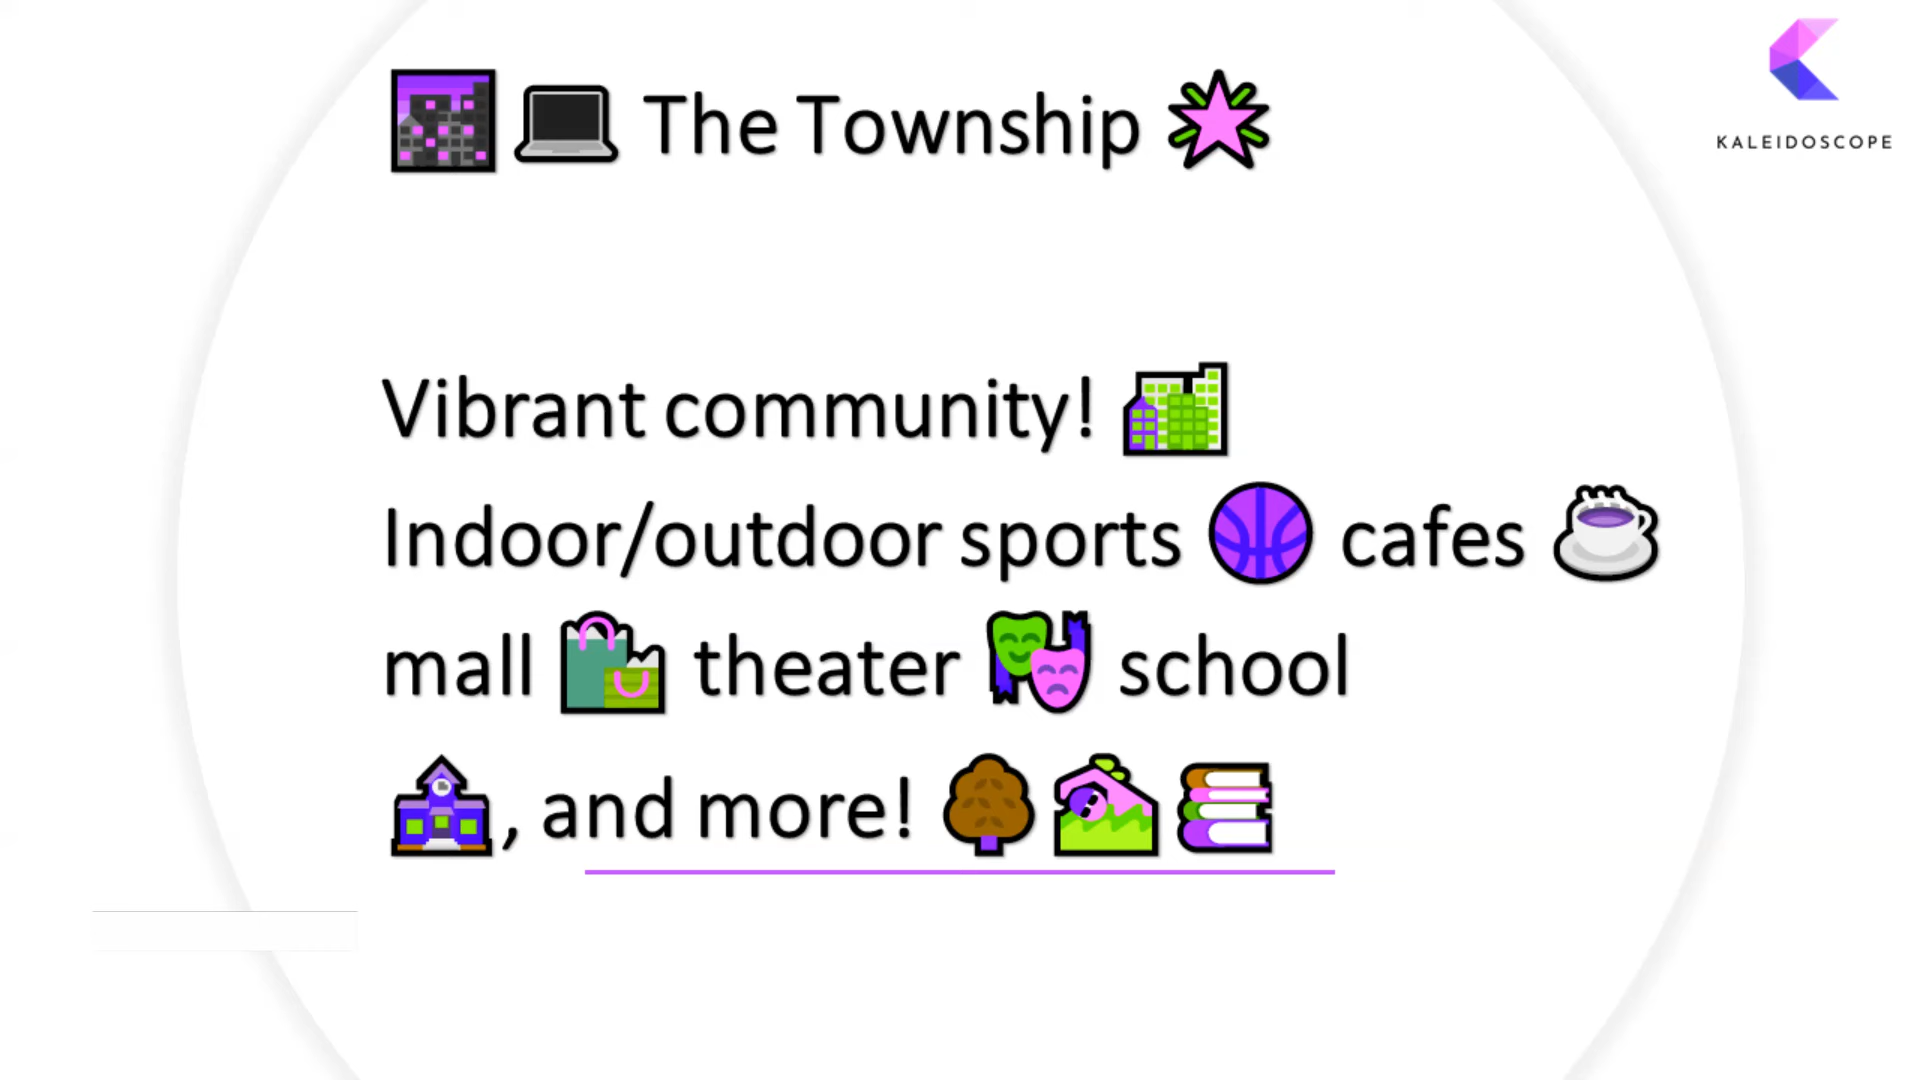 The Township
KALEIDOSCOPE
Vibrant community!
Indoor/outdoor sports cafes
mall theater school
, and more!